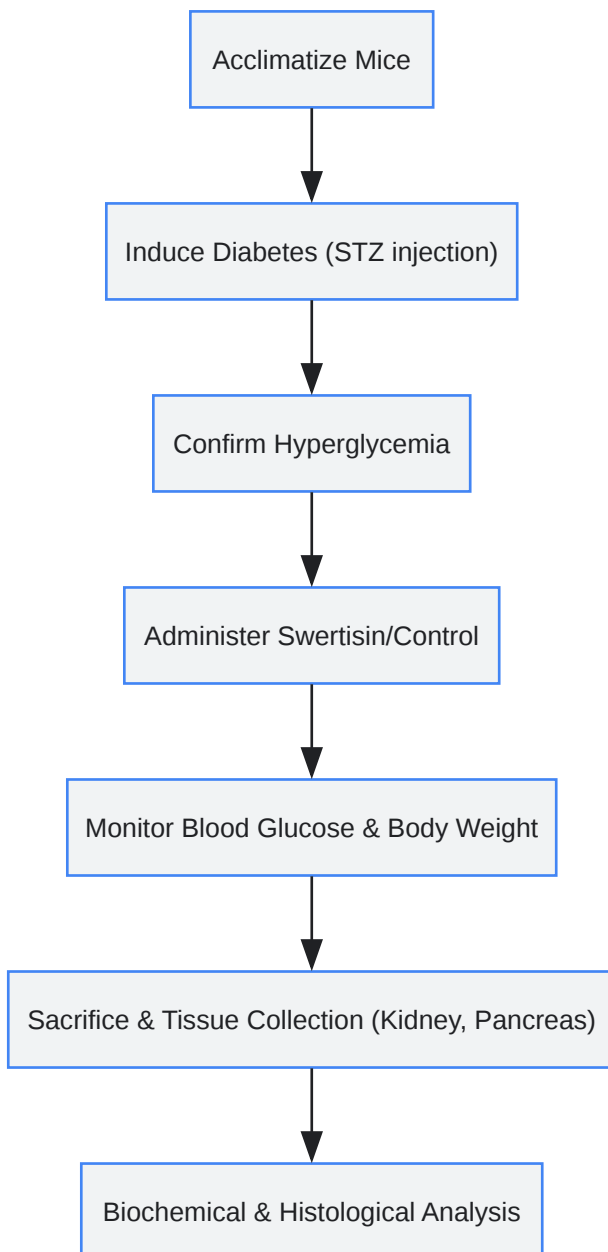 Acclimatize Mice
Induce Diabetes (STZ injection)
Confirm Hyperglycemia
Administer Swertisin/Control
Monitor Blood Glucose & Body Weight
Sacrifice & Tissue Collection (Kidney, Pancreas)
Biochemical & Histological Analysis